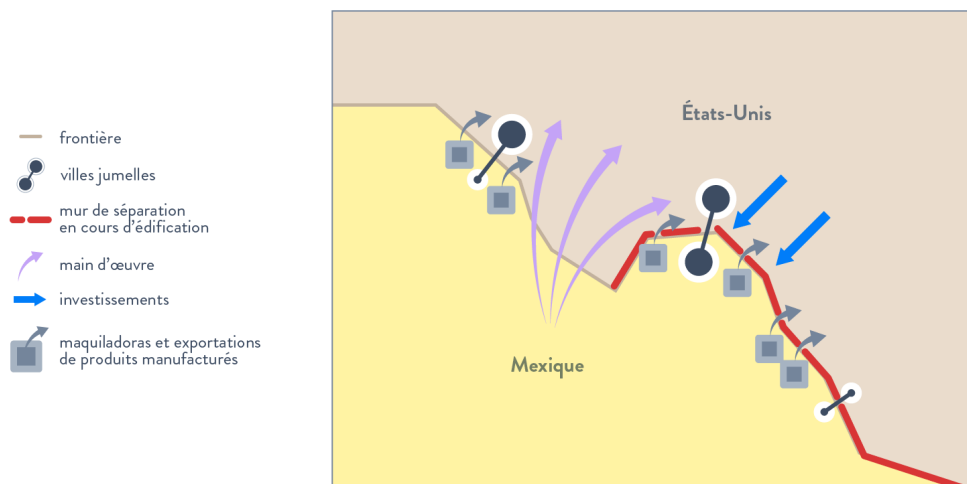 frontière
villes jumelles
mur de séparation
en cours d’édification
main d’œuvre
investissements
maquiladoras et exportations
de produits manufacturés
États-Unis
Mexique